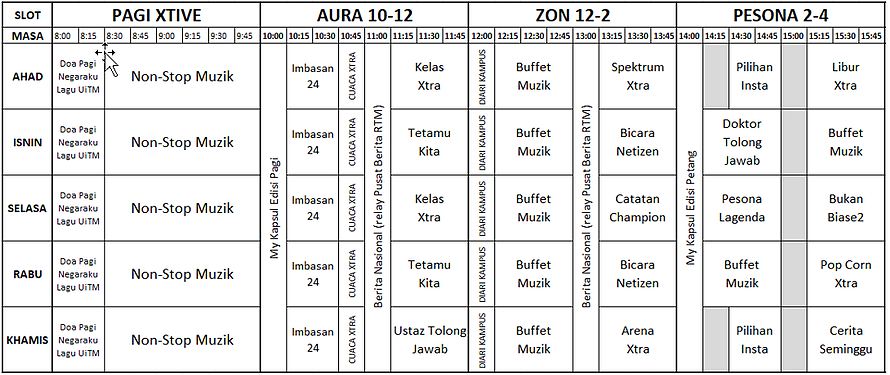 SLOT PAGI XTIVE AURA 10-12 ZON 12-2 PESONA 2-4
MASA 8:00 8:15 8:30 8:45 9:00 9:15 9:30 9:45 10:00 10:15 10:30 10:45 11:00 11:15 11:30 11:45 12:00 12:15 12:30 12:45 13:00 13:15 13:30 13:45 14:00 14:15 14:30 14:45 15:00 15:15 15:30 15:45
My Kapsul Edisi Pagi
Berita Nasional (relay Pusat Berita RTM)
Berita Nasional (relay Pusat Berita RTM)
My Kapsul Edisi Petang
AHAD
Doa Pagi
Negaraku
Lagu UiTM
Non-Stop Muzik
Imbasan
24
CUACA XTRA
Kelas
Xtra
DIARI KAMPUS
Buffet
Muzik
Spektrum
Xtra
Pilihan
Insta
Libur
Xtra
ISNIN
Doa Pagi
Negaraku
Lagu UiTM
Non-Stop Muzik
Imbasan
24
CUACA XTRA
Tetamu
Kita
DIARI KAMPUS
Buffet
Muzik
Bicara
Netizen
Doktor
Tolong
Jawab
Buffet
Muzik
SELASA
Doa Pagi
Negaraku
Lagu UiTM
Non-Stop Muzik
Imbasan
24
CUACA XTRA
Kelas
Xtra
DIARI KAMPUS
Buffet
Muzik
Catatan
Champion
Pesona
Lagenda
Bukan
Biase2
RABU
Doa Pagi
Negaraku
Lagu UiTM
Non-Stop Muzik
Imbasan
24
CUACA XTRA
Tetamu
Kita
DIARI KAMPUS
Buffet
Muzik
Bicara
Netizen
Buffet
Muzik
Pop Corn
Xtra
KHAMIS
Doa Pagi
Negaraku
Lagu UiTM
Non-Stop Muzik
Imbasan
24
CUACA XTRA
Ustaz Tolong
Jawab
DIARI KAMPUS
Buffet
Muzik
Arena
Xtra
Pilihan
Insta
Cerita
Seminggu